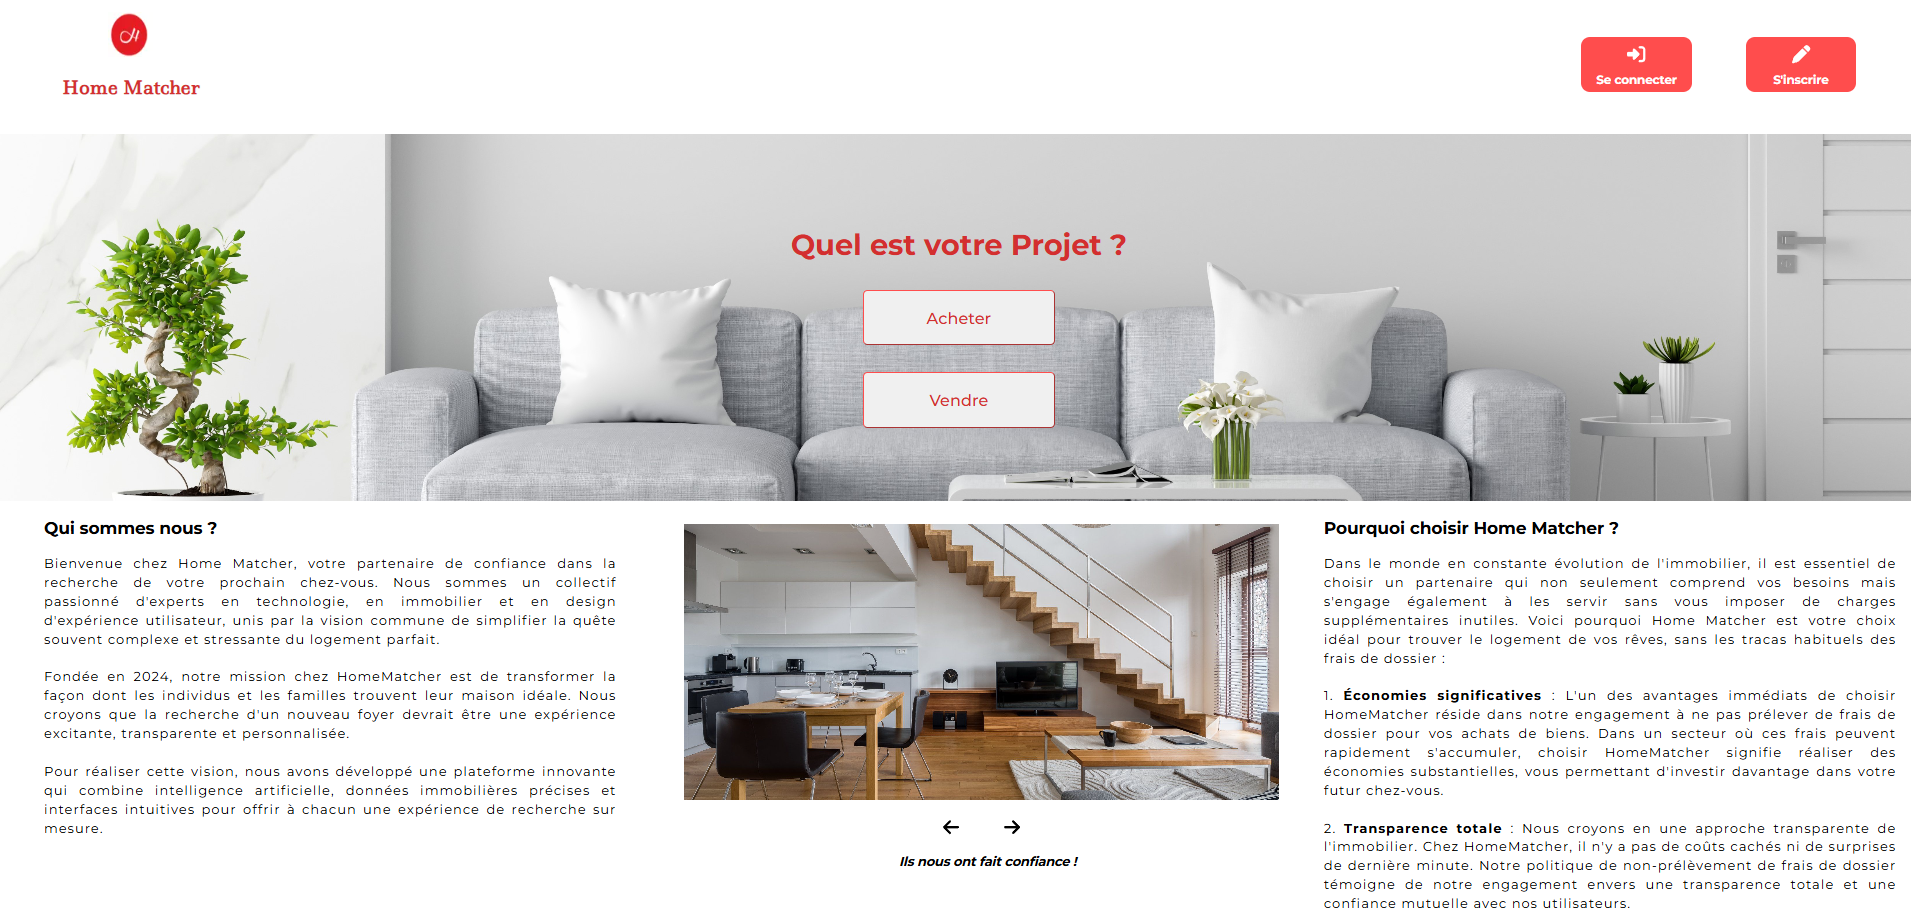 Home Matcher
Se connecter
S'inscrire
Quel est votre Projet ?
Acheter
Vendre
Qui sommes nous ?
Bienvenue chez Home Matcher, votre partenaire de confiance dans la
recherche de votre prochain chez-vous. Nous sommes un collectif
passionné d'experts en technologie, en immobilier et en design
d'expérience utilisateur, unis par la vision commune de simplifier la quête
souvent complexe et stressante du logement parfait.
Fondée en 2024, notre mission chez HomeMatcher est de transformer la
façon dont les individus et les familles trouvent leur maison idéale. Nous
croyons que la recherche d'un nouveau foyer devrait être une expérience
excitante, transparente et personnalisée.
Pour réaliser cette vision, nous avons développé une plateforme innovante
qui combine intelligence artificielle, données immobilières précises et
interfaces intuitives pour offrir à chacun une expérience de recherche sur
mesure.
Ils nous ont fait confiance !
Pourquoi choisir Home Matcher ?
Dans le monde en constante évolution de l'immobilier, il est essentiel de
choisir un partenaire qui non seulement comprend vos besoins mais
s'engage également à les servir sans vous imposer de charges
supplémentaires inutiles. Voici pourquoi Home Matcher est votre choix
idéal pour trouver le logement de vos rêves, sans les tracas habituels des
frais de dossier :
1. Économies significatives : L'un des avantages immédiats de choisir
HomeMatcher réside dans notre engagement à ne pas prélever de frais de
dossier pour vos achats de biens. Dans un secteur où ces frais peuvent
rapidement s'accumuler, choisir HomeMatcher signifie réaliser des
économies substantielles, vous permettant d'investir davantage dans votre
futur chez-vous.
2. Transparence totale : Nous croyons en une approche transparente de
l'immobilier. Chez HomeMatcher, il n'y a pas de coûts cachés ni de surprises
de dernière minute. Notre politique de non-prélèvement de frais de dossier
témoigne de notre engagement envers une transparence totale et une
confiance mutuelle avec nos utilisateurs.